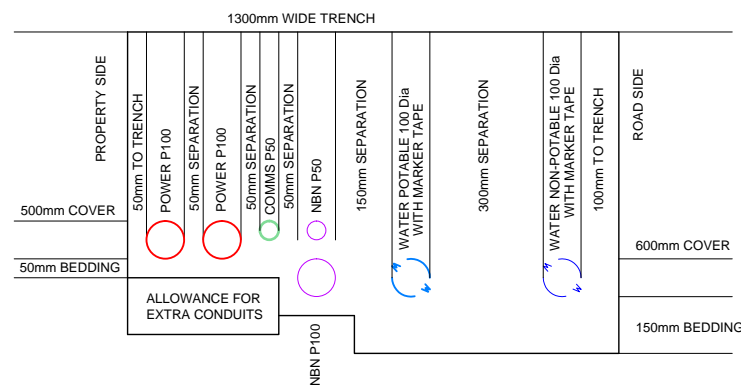 1300mm WIDE TRENCH
PROPERTY SIDE
50mm TO TRENCH
POWER P100
50mm SEPARATION
POWER P100
50mm SEPARATION
COMMS P50
50mm SEPARATION
NBN P50
150mm SEPARATION
WATER POTABLE 100 Dia
WITH MARKER TAPE
300mm SEPARATION
WATER NON-POTABLE 100 Dia
WITH MARKER TAPE
100mm TO TRENCH
ROAD SIDE
500mm COVER
50mm BEDDING
W
W
W
W
600mm COVER
ALLOWANCE FOR
EXTRA CONDUITS
NBN P100
150mm BEDDING